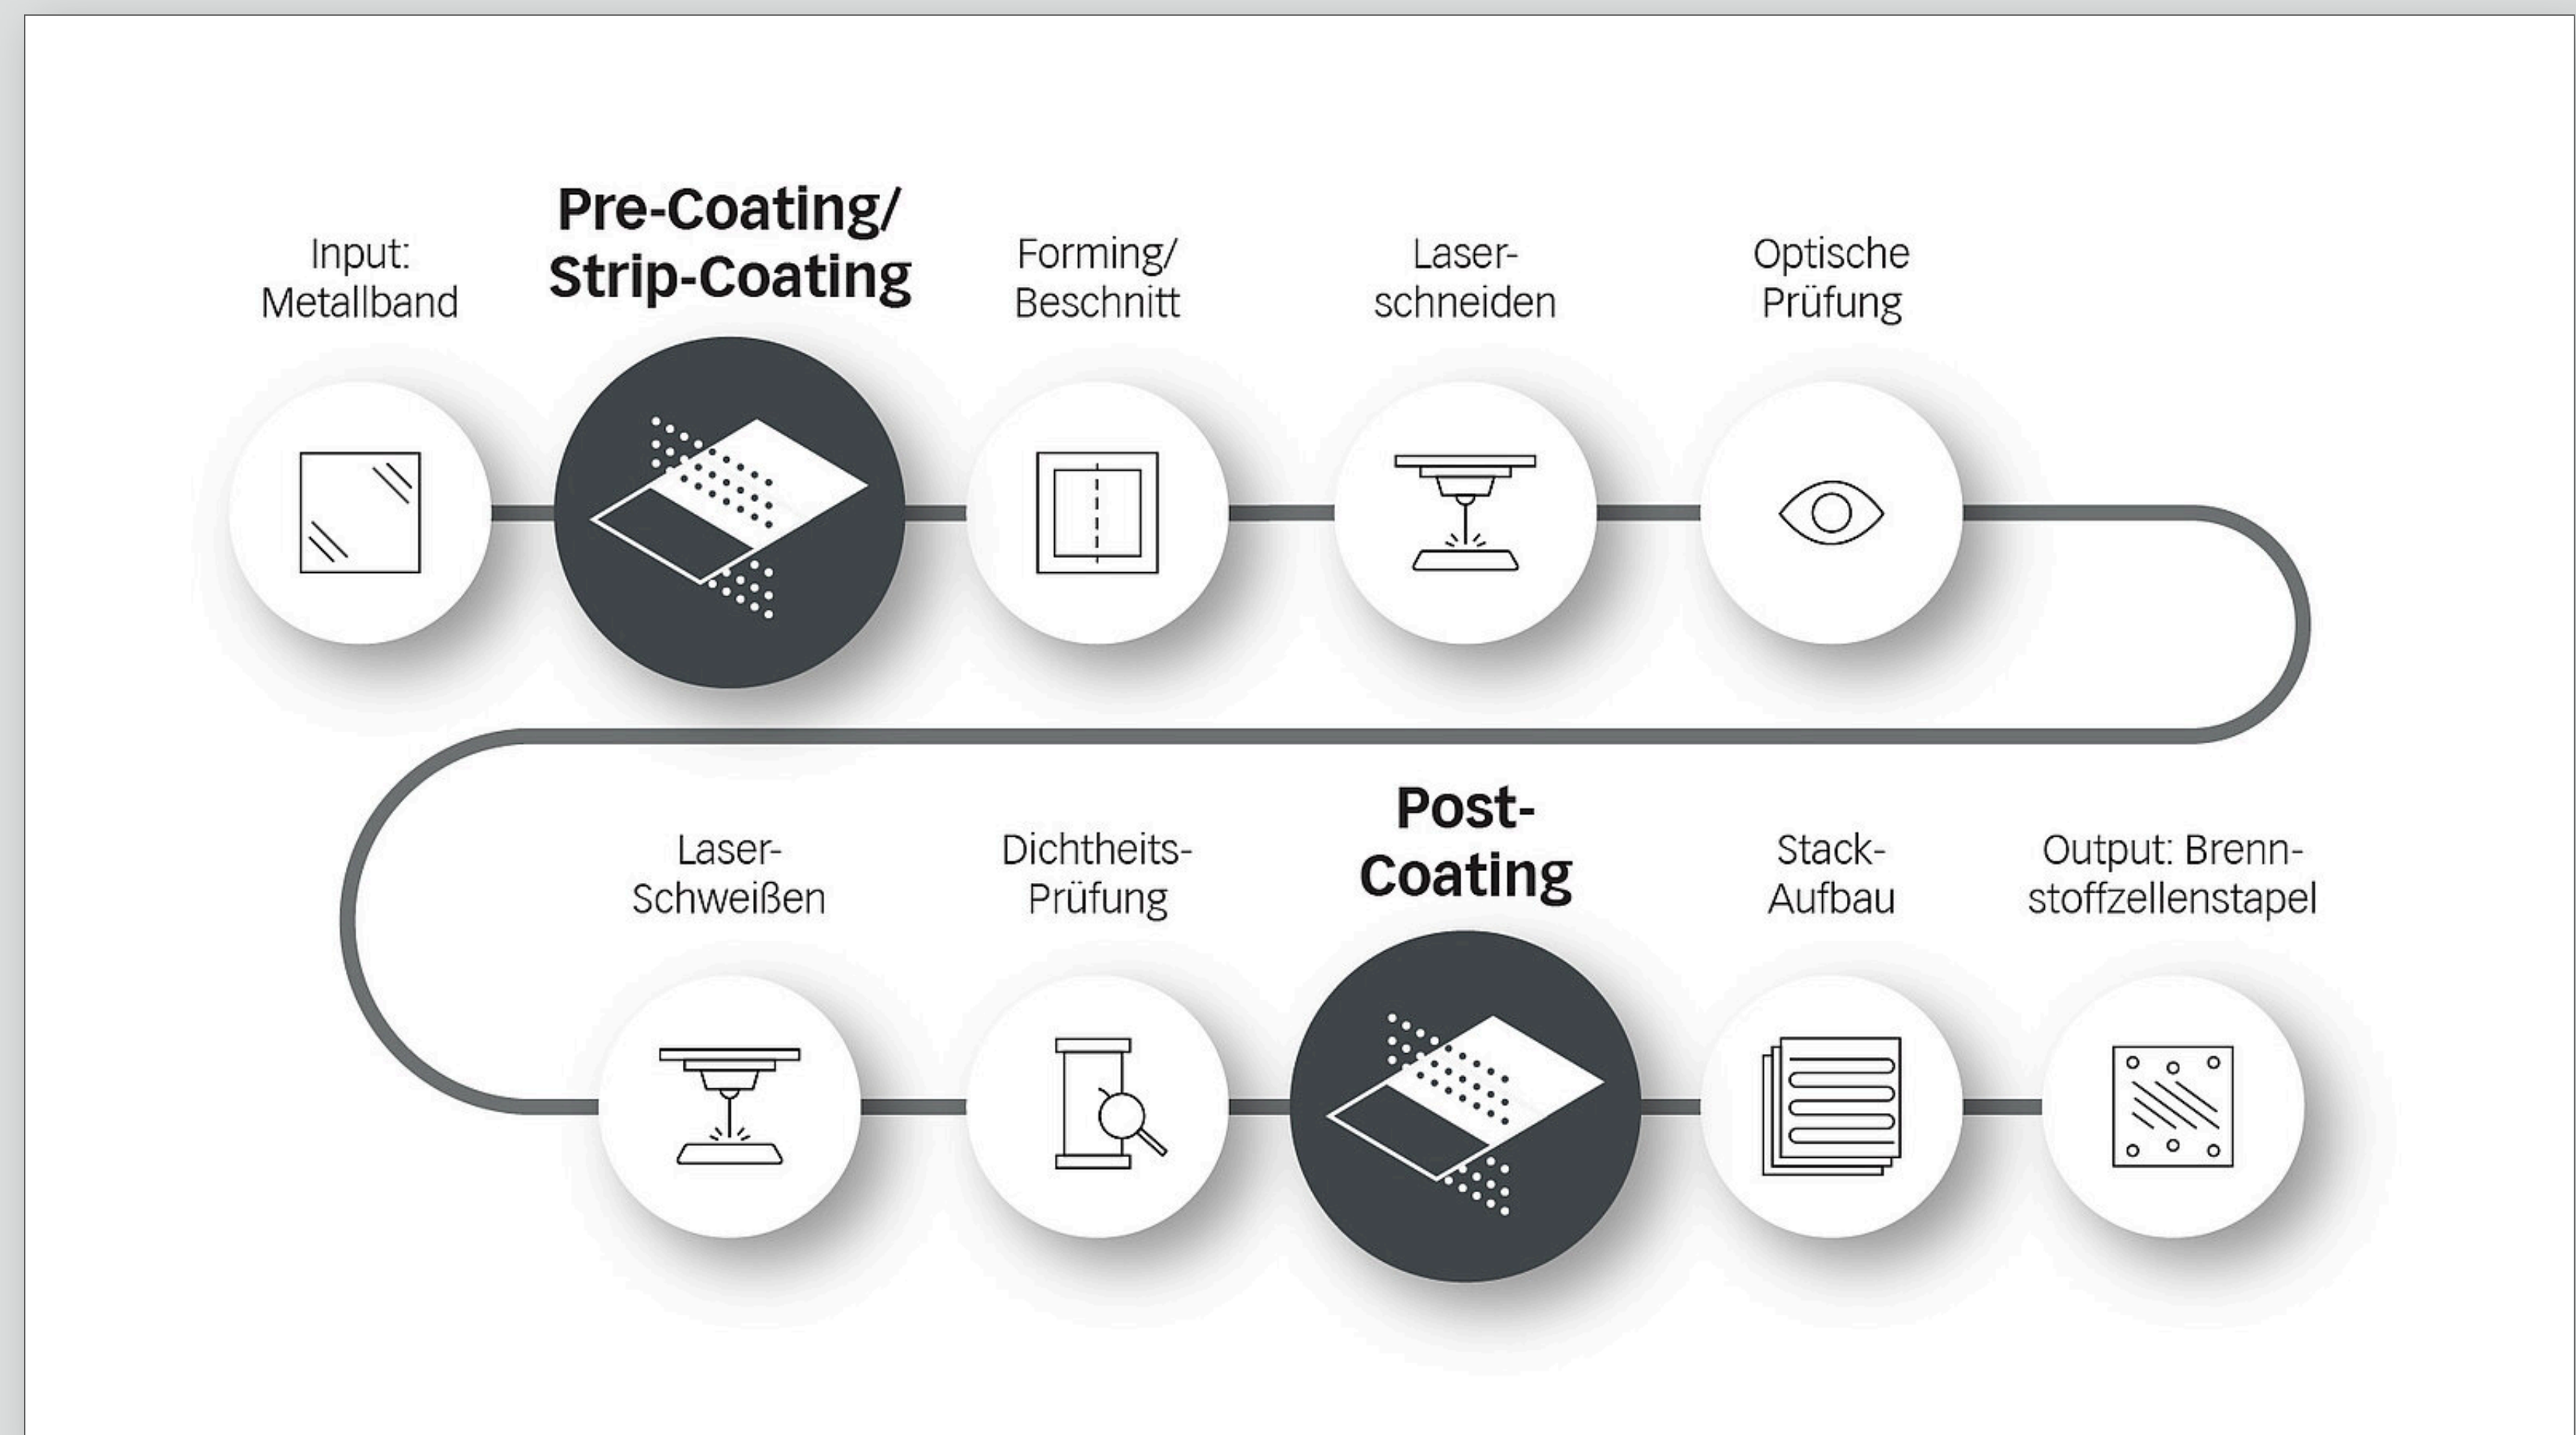 Input:
Metallband
Pre-Coating/
Strip-Coating
Forming/
Beschnitt
Laser-
schneiden
Optische
Prüfung
Laser-
Schweißen
Dichtheits-
Prüfung
Post-
Coating
Stack-
Aufbau
Output: Brenn-
stoffzellenstapel